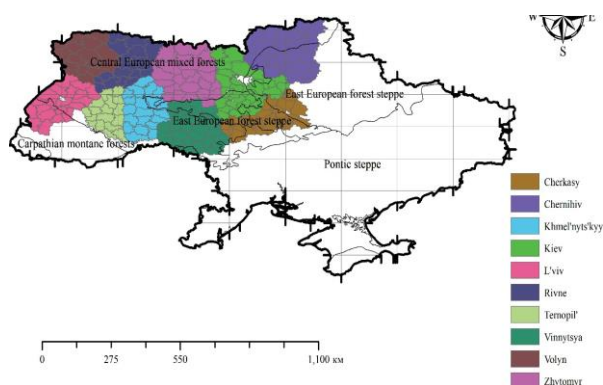 W E
S
Central European mixed forests
East European forest steppe
East European forest steppe
Carpathian montane forests
Pontic steppe
Cherkasy
Chernihiv
Khmel'nyts'kyy
Kiev
L'viv
Rivne
Ternopil'
Vinnytsya
Volyn
Zhytomyr
0 275 550 1,100 км